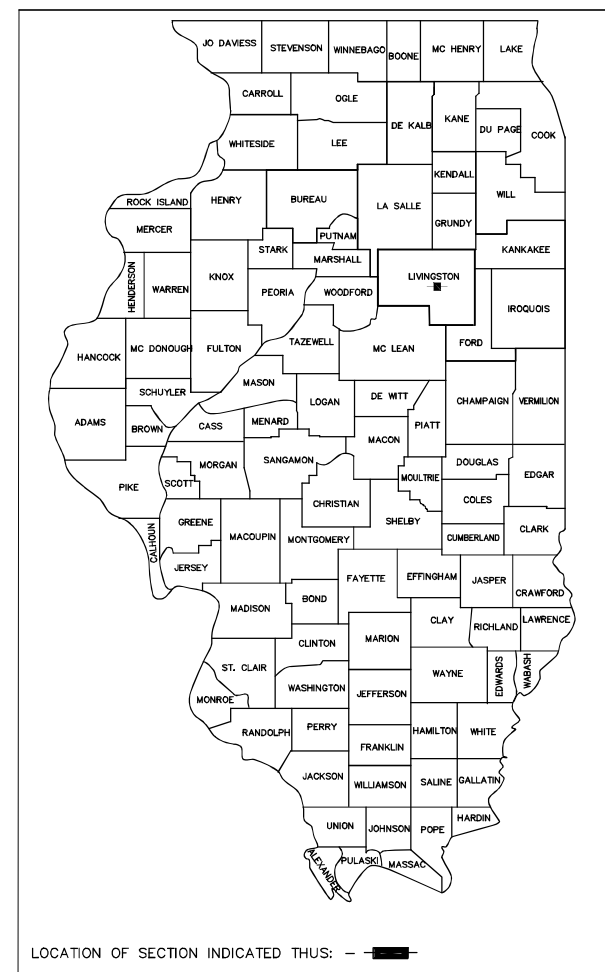 JO DAVIESS STEVENSON WINNEBAGO BOONE MC HENRY LAKE
CARROLL OGLE DE KALB KANE DU PAGE COOK
WHITESIDE LEE KENDALL WILL
ROCK ISLAND HENRY BUREAU LA SALLE GRUNDY
MERCER STARK PUTNAM MARSHALL KANKAKEE
HENDERSON WARREN KNOX PEORIA WOODFORD LIVINGSTON IROQUOIS
HANCOCK MC DONOUGH FULTON TAZEWELL MC LEAN FORD
SCHUYLER MASON LOGAN DE WITT CHAMPAIGN VERMILION
ADAMS BROWN CASS MENARD MACON PIATT
PIKE SCOTT MORGAN SANGAMON MOULTRIE DOUGLAS EDGAR
CHRISTIAN COLES
CALHOUN GREENE MACOUPIN MONTGOMERY SHELBY CUMBERLAND CLARK
JERSEY FAYETTE EFFINGHAM JASPER CRAWFORD
MADISON BOND CLAY RICHLAND LAWRENCE
CLINTON MARION
ST. CLAIR WASHINGTON JEFFERSON WAYNE EDWARDS WABASH
MONROE
RANDOLPH PERRY FRANKLIN HAMILTON WHITE
JACKSON WILLIAMSON SALINE GALLATIN
UNION JOHNSON POPE HARDIN
ALEXANDER PULASKI MASSAC
LOCATION OF SECTION INDICATED THUS: –